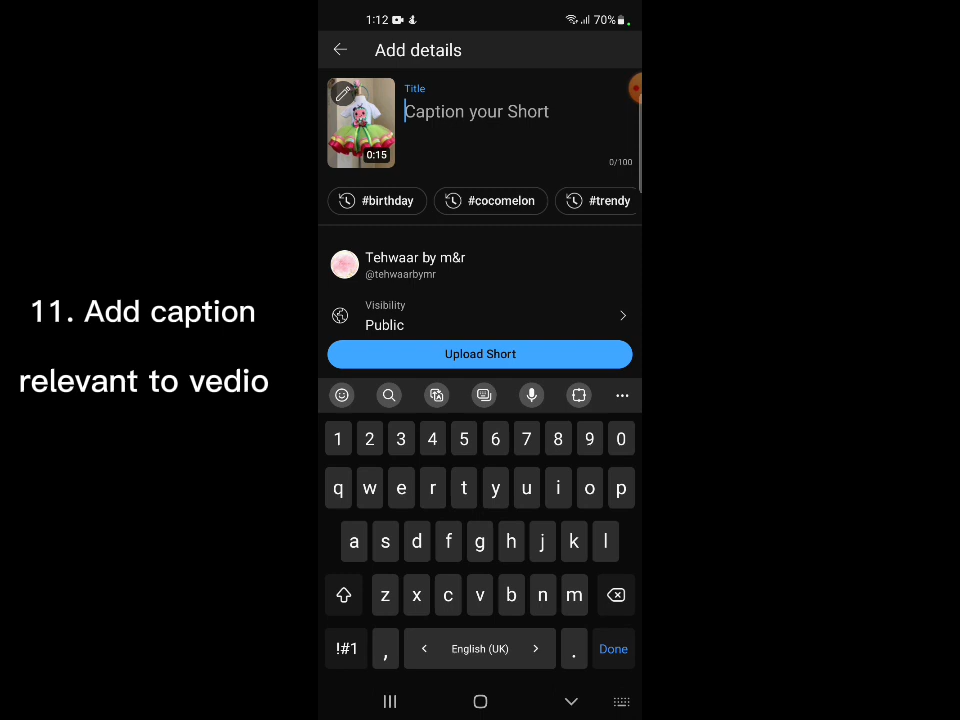 1:12
70%
Add details
Title
Caption your Short
0:15
0/100
#birthday #cocomelon #trendy
Tehwaar by m&r
@tehwaarbymr
11. Add caption
relevant to vedio
Visibility
Public
Upload Short
1 2 3 4 5 6 7 8 9 0
q w e r t y u i o p
a s d f g h j k l
z x c v b n m
!#1 , < English (UK) > . Done